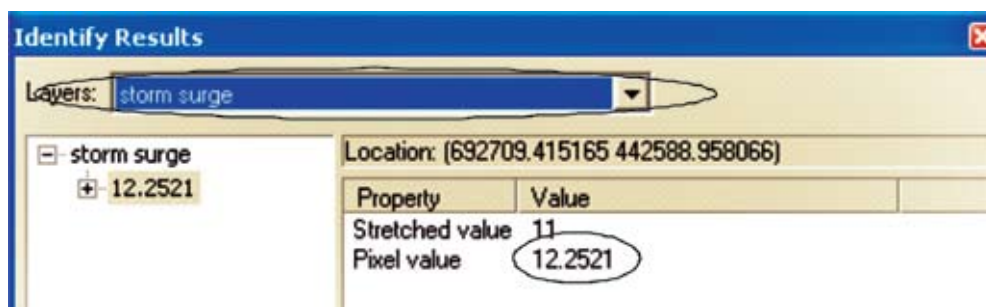 Identify Results
Layers: storm surge
storm surge
12.2521
Location: (692709.415165 442588.958066)
Property Value
Stretched value 11
Pixel value 12.2521